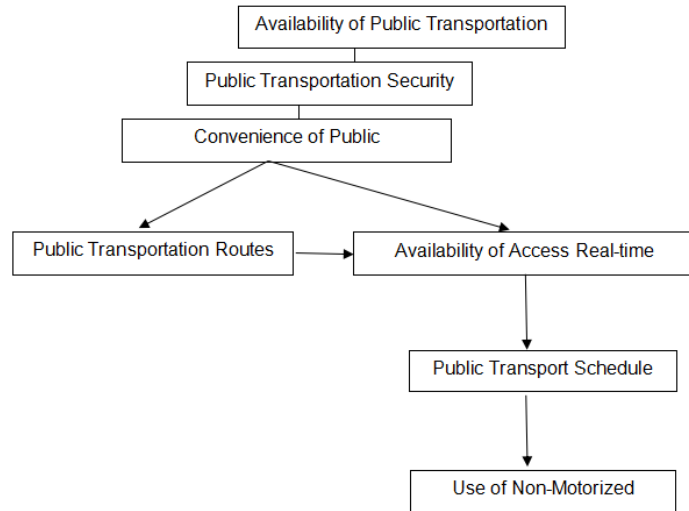 Availability of Public Transportation
Public Transportation Security
Convenience of Public
Public Transportation Routes
Availability of Access Real-time
Public Transport Schedule
Use of Non-Motorized